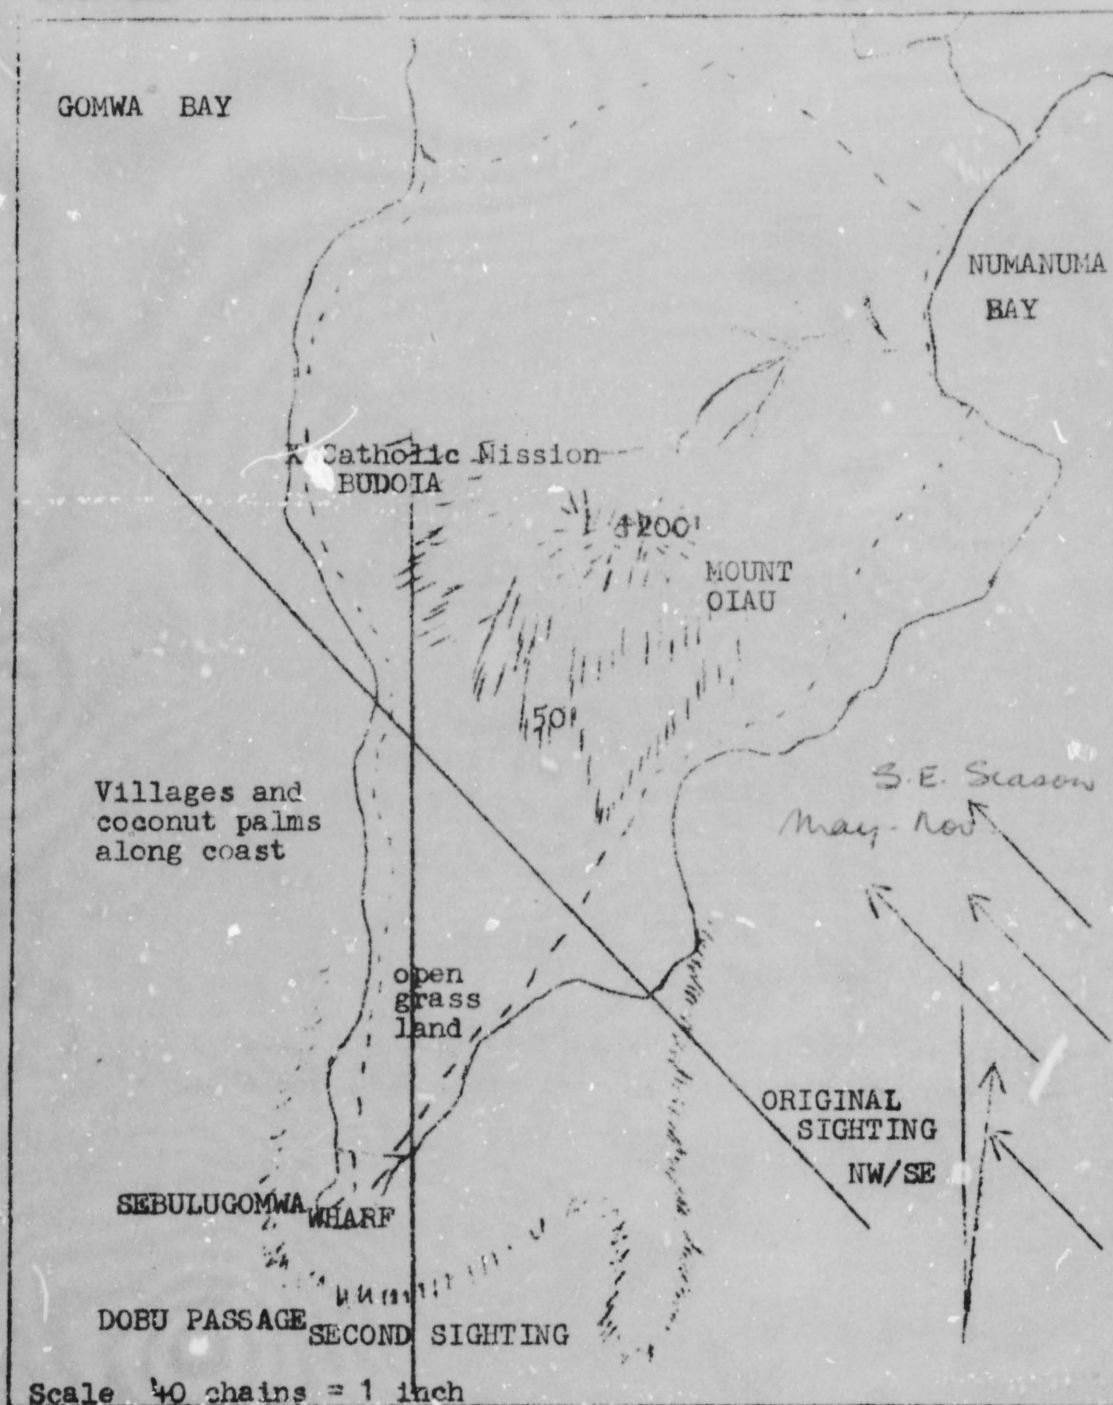 GOMWA BAY
NUMANUMA
BAY
X Catholic Mission
BUDOIA
1200'
MOUNT
OIAU
50'
S.E. Season
May - Nov
Villages and
coconut palms
along coast
open
grass
land
ORIGINAL
SIGHTING
NW/SE
SEBULUGOMWA
WHARF
DOBU PASSAGE
SECOND SIGHTING
Scale 40 chains = 1 inch